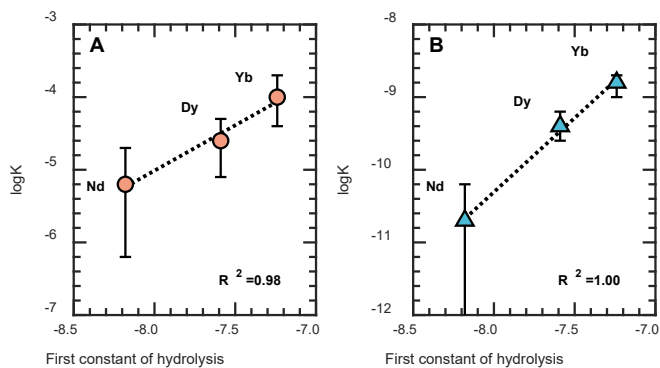 A
-3
-4
-5
-6
-7
logK
Yb
Dy
Nd
R 2 =0.98
-8.5 -8.0 -7.5 -7.0
First constant of hydrolysis
B
-8
-9
-10
-11
-12
logK
Yb
Dy
Nd
R 2 =1.00
-8.5 -8.0 -7.5 -7.0
First constant of hydrolysis